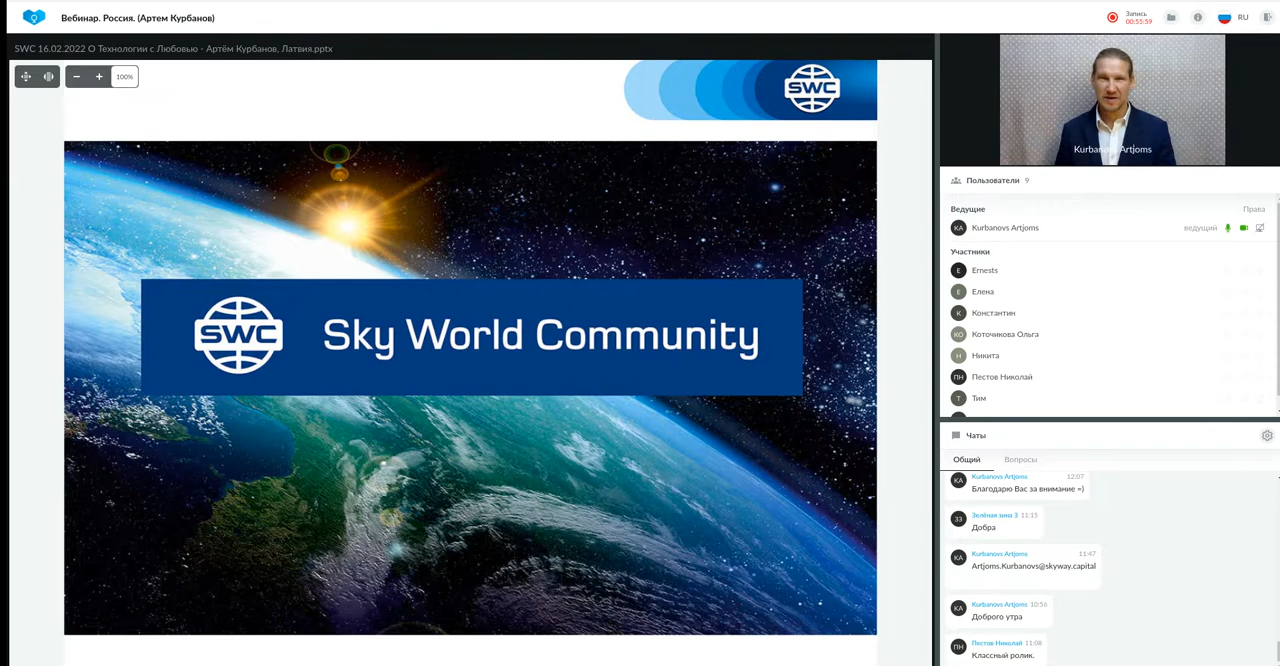 Вебинар. Россия. (Артем Курбанов)
Запись
00:55:59
RU
SWC 16.02.2022 О Технологии с Любовью - Артём Курбанов, Латвия.pptx
100%
SWC
SWC Sky World Community
Kurbanovs Artjoms
Пользователи 9
Ведущие Права
KA Kurbanovs Artjoms ведущий
Участники
E Ernests
Е Елена
К Константин
КО Коточикова Ольга
Н Никита
ПН Пестов Николай
Т Тим
Чаты
Общий Вопросы
KA Kurbanovs Artjoms 12:07
Благодарю Вас за внимание =)
ЗЗ Зелёная зина 3 11:15
Добра
KA Kurbanovs Artjoms 11:47
Artjoms.Kurbanovs@skyway.capital
KA Kurbanovs Artjoms 10:56
Доброго утра
ПН Пестов Николай 11:08
Классный ролик.